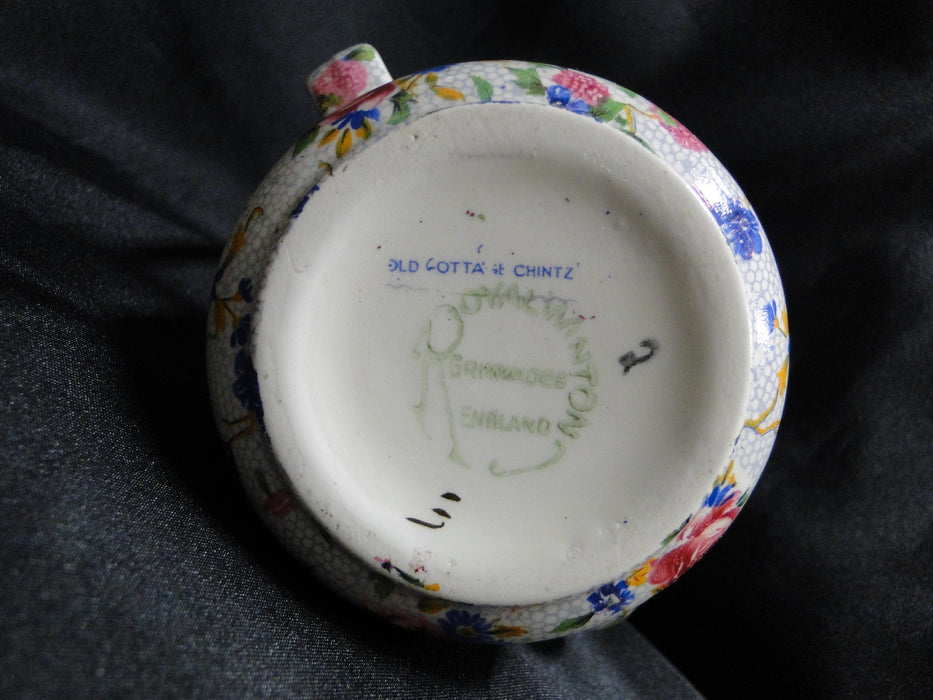 OLD COTTAGE CHINTZ
ROYAL WINTON
GRIMWADES
ENGLAND
2